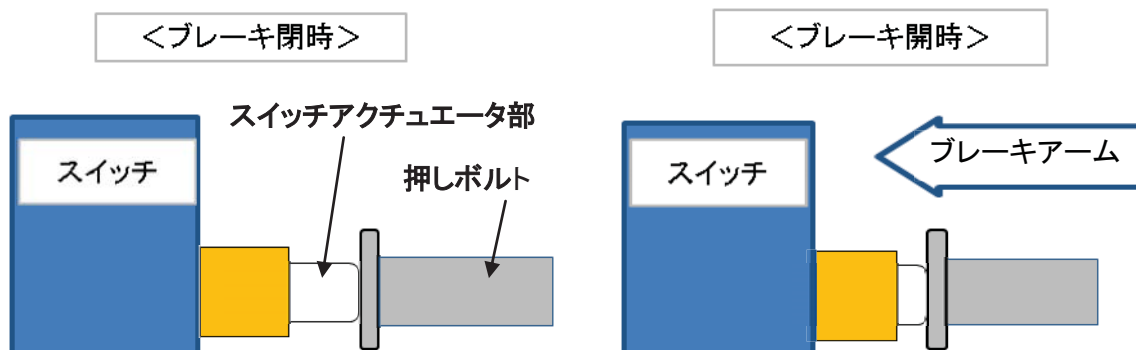 ＜ブレーキ閉時＞
＜ブレーキ開時＞
スイッチアクチュエータ部
スイッチ
押しボルト
スイッチ
ブレーキアーム